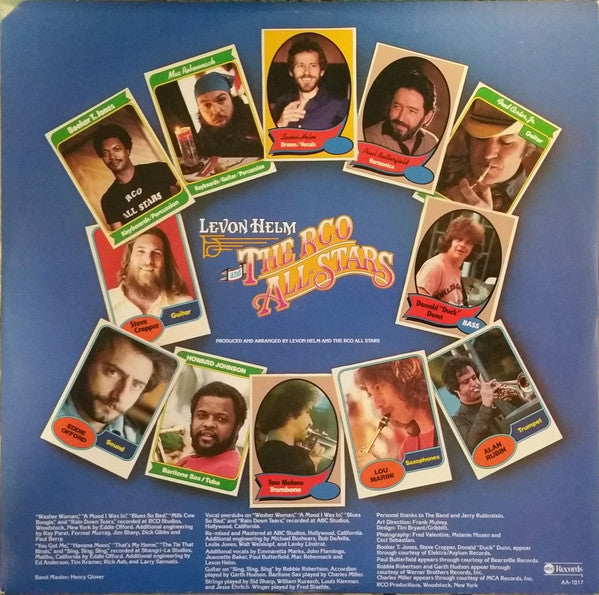 Booker T. Jones
RCO
ALL STARS
Keyboards/Percussion
Mac Rebennack
Keyboards/Guitar/Percussion
Levon Helm
Drums/Vocals
Paul Butterfield
Harmonica
Fred Carter, Jr.
Guitar
LEVON HELM
and THE RCO
ALL-STARS
Steve
Cropper
Guitar
Donald "Duck"
Dunn
BASS
PRODUCED AND ARRANGED BY LEVON HELM AND THE RCO ALL STARS
EDDIE
OFFORD
Sound
HOWARD JOHNSON
Baritone Sax/Tuba
Tom Malone
Trombone
LOU
MARINI
Saxophones
ALAN
RUBIN
Trumpet
"Washer Woman," "A Mood I Was In," "Blues So Bad," "Milk Cow
Boogie," and "Rain Down Tears," recorded at RCO Studios,
Woodstock, New York by Eddie Offord. Additional engineering
by Ray Paret, Forrest Murray, Jim Sharp, Dick Gibbs and
Paul Berry.
"You Got Me," "Havana Moon," "That's My Home," "The Tie That
Binds," and "Sing, Sing, Sing," recorded at Shangri-La Studios,
Malibu, California by Eddie Offord. Additional engineering by
Ed Anderson, Tim Kramer, Rick Ash, and Larry Samuels.
Band Master: Henry Glover
Vocal overdubs on "Washer Woman," "A Mood I Was In," "Blues
So Bad," and "Rain Down Tears," recorded at ABC Studios,
Hollywood, California.
Re-mixed and Mastered at ABC Studios, Hollywood, California.
Additional engineering by Michael Boshears, Bob DeAvila,
Leslie Jones, Walt Weiskopf, and Lanky Linstrot.
Additional vocals by Emmaretta Marks, John Flamingo,
Jeannette Baker, Paul Butterfield, Mac Rebennack and
Levon Helm.
Guitar on "Sing, Sing, Sing" by Robbie Robertson. Accordion
played by Garth Hudson. Baritone Sax played by Charles Miller.
Strings played by Sid Sharp, William Kurasch, Louis Kievman
and Jesse Ehrlich. Winger played by Fred Staehle.
Personal thanks to The Band and Jerry Rubinstein.
Art Direction: Frank Mulvey.
Design: Tim Bryant/Gribbitt.
Photography: Fred Valentine, Melanie Nissen and
Ceci Sebastian.
Booker T. Jones, Steve Cropper, Donald "Duck" Dunn, appear
through courtesy of Elektra/Asylum Records.
Paul Butterfield appears through courtesy of Bearsville Records.
Robbie Robertson and Garth Hudson appear through
courtesy of Warner Brothers Records.
Charles Miller appears through courtesy of MCA Records, Inc.
RCO Productions, Woodstock, New York
abc Records
AA-1017